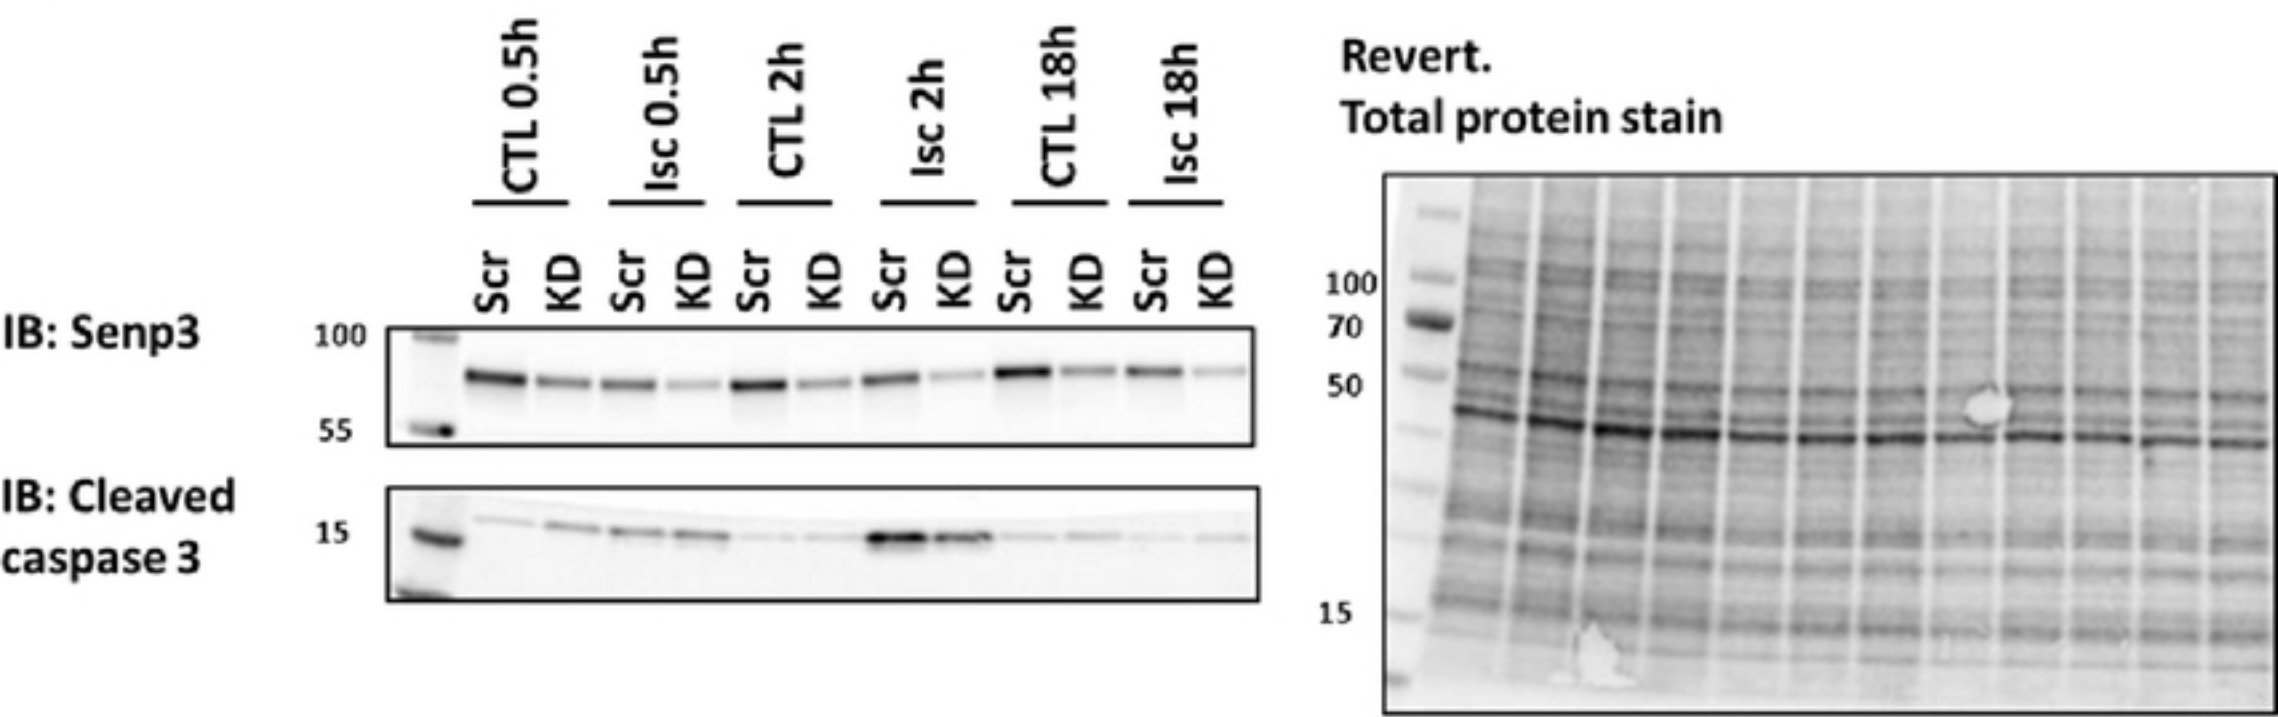 CTL 0.5h
Isc 0.5h
CTL 2h
Isc 2h
CTL 18h
Isc 18h
Scr
KD
Scr
KD
Scr
KD
Scr
KD
Scr
KD
Scr
KD
IB: Senp3
100
55
IB: Cleaved
caspase 3
15
Revert.
Total protein stain
100
70
50
15